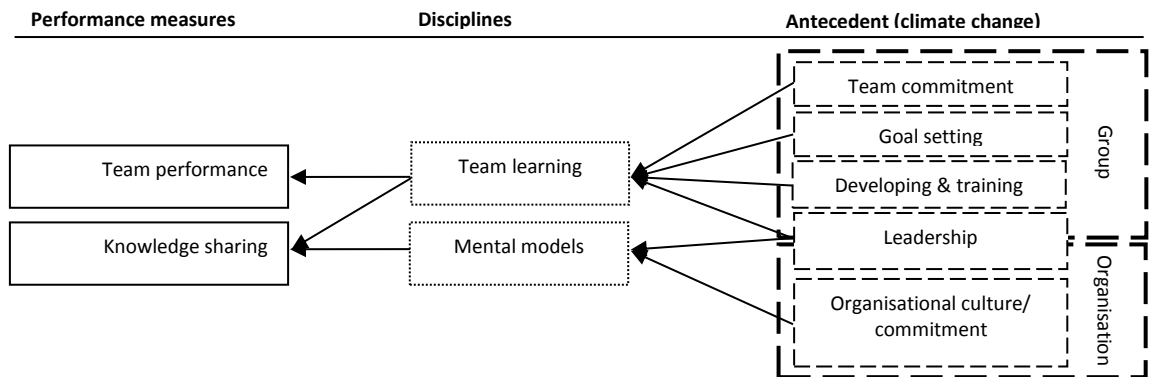 Performance measures
Disciplines
Antecedent (climate change)
Team commitment
Goal setting
Developing & training
Leadership
Organisational culture/
commitment
Group
Organisation
Team learning
Mental models
Team performance
Knowledge sharing